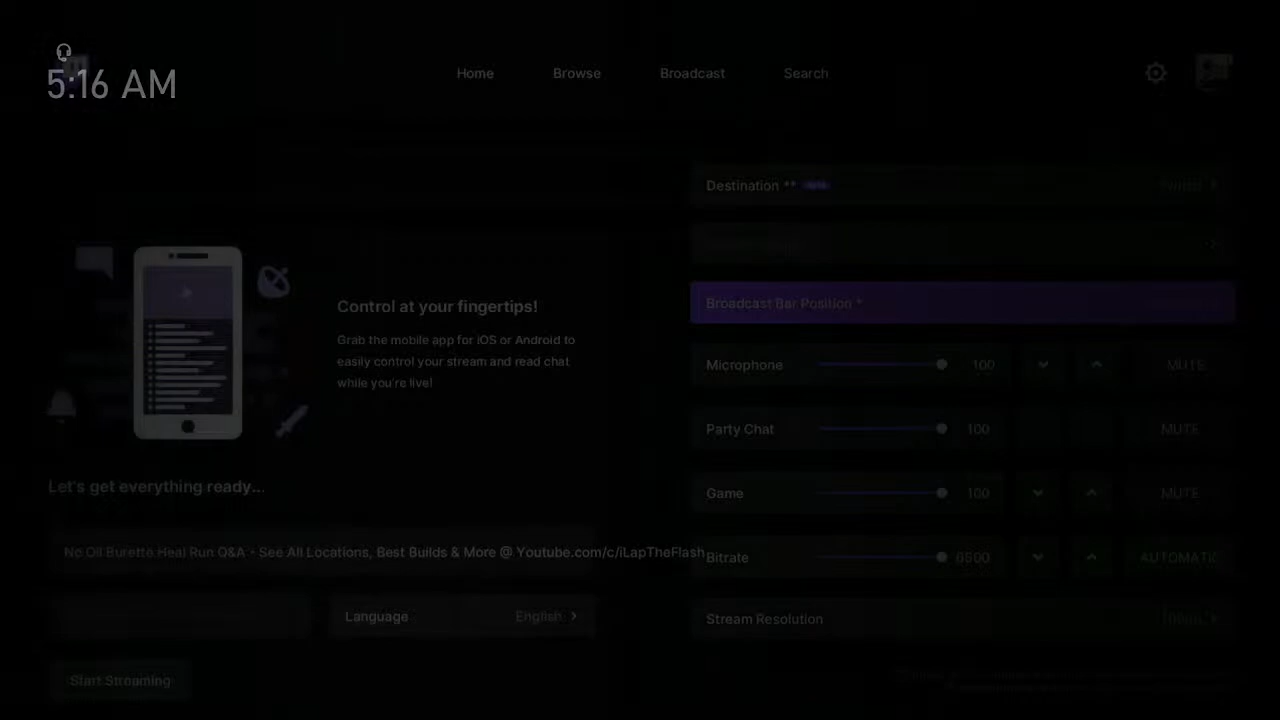 5:16 AM
Home
Browse
Broadcast
Search
Destination **
Broadcast Bar Position *
Control at your fingertips!
Grab the mobile app for iOS or Android to
easily control your stream and read chat
while you're live!
Microphone
100
MUTE
Party Chat
100
MUTE
Let's get everything ready...
Game
100
MUTE
No Oil Burette Heal Run Q&A - See All Locations, Best Builds & More @ Youtube.com/c/iLapTheFlash
Bitrate
6500
AUTOMATIC
Language
English
Stream Resolution
Start Streaming